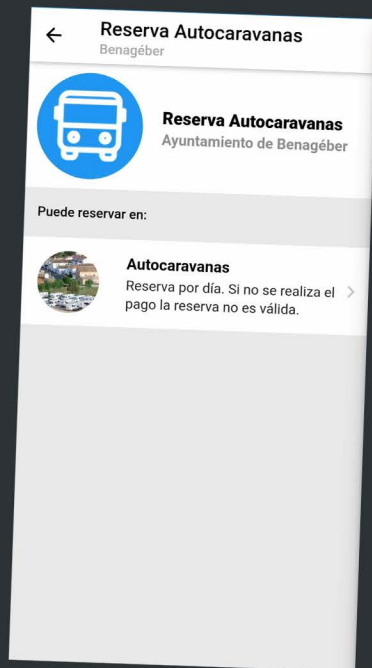 Reserva Autocaravanas
Benagéber
Reserva Autocaravanas
Ayuntamiento de Benagéber
Puede reservar en:
Autocaravanas
Reserva por día. Si no se realiza el
pago la reserva no es válida.